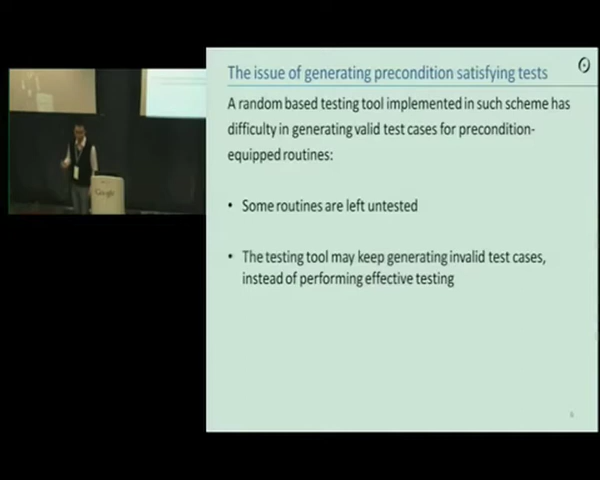 The issue of generating precondition satisfying tests
A random based testing tool implemented in such scheme has
difficulty in generating valid test cases for precondition-
equipped routines:
• Some routines are left untested
• The testing tool may keep generating invalid test cases,
instead of performing effective testing
Google